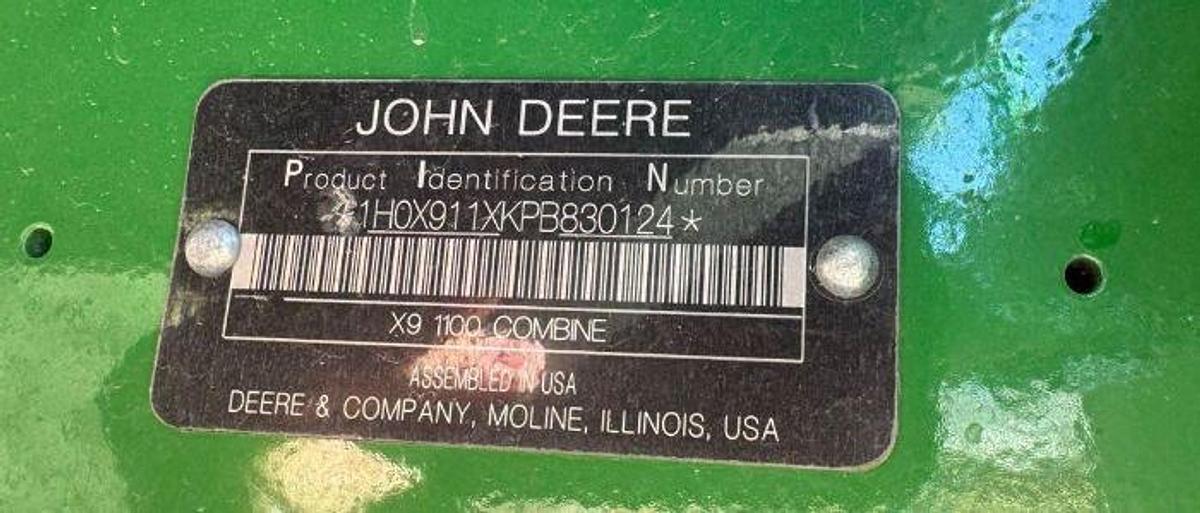 JOHN DEERE
Product Identification Number
*1H0X911XKPB830124*
X9 1100 COMBINE
ASSEMBLED IN USA
DEERE & COMPANY, MOLINE, ILLINOIS, USA